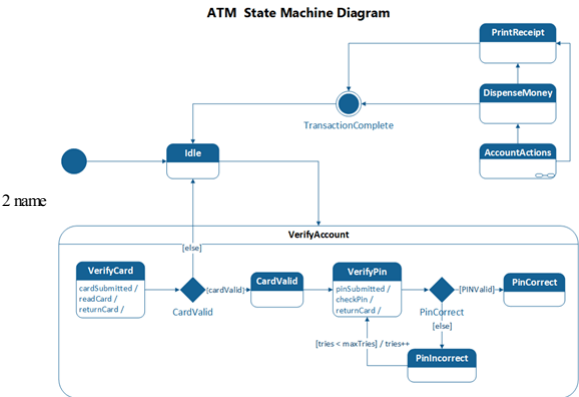 ATM State Machine Diagram
PrintReceipt
DispenseMoney
TransactionComplete
Idle
AccountActions
2 name
VerifyAccount
[else]
VerifyCard
cardSubmitted /
readCard /
returnCard /
[cardValid]
CardValid
CardValid
VerifyPin
pinSubmitted /
checkPin /
returnCard /
[PINValid]
PinCorrect
PinCorrect
[else]
[tries < maxTries] / tries++
PinIncorrect